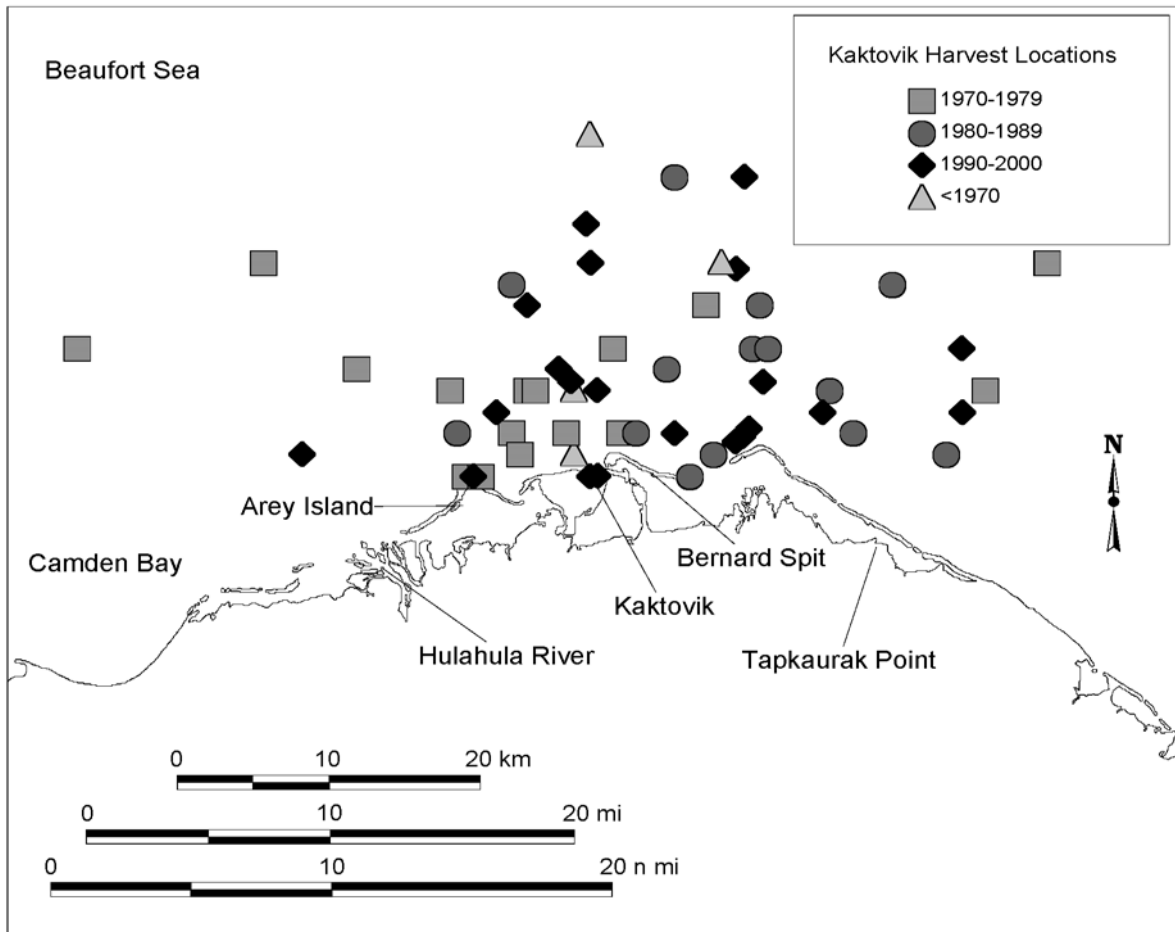 Beaufort Sea
Kaktovik Harvest Locations
1970-1979
1980-1989
1990-2000
<1970
N
Arey Island
Camden Bay
Bernard Spit
Kaktovik
Hulahula River
Tapkaurak Point
0 10 20 km
0 10 20 mi
0 10 20 n mi